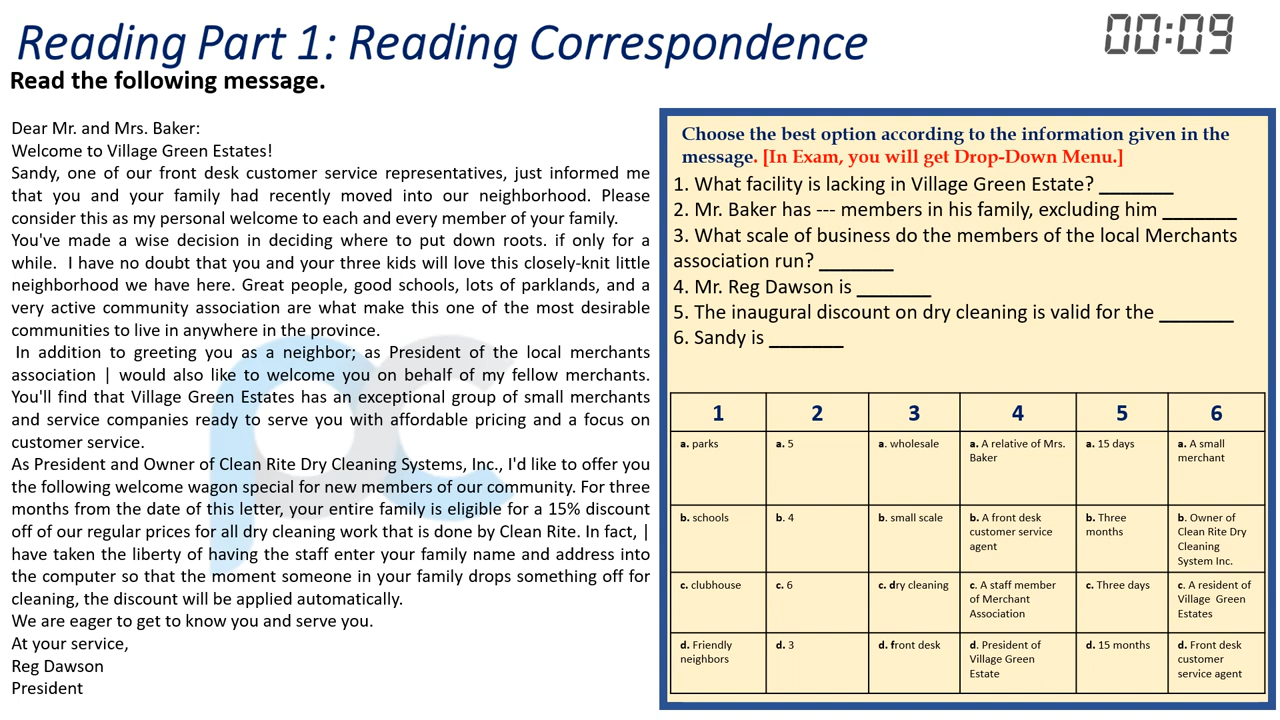 Reading Part 1: Reading Correspondence
00:09
Read the following message.
Dear Mr. and Mrs. Baker:
Welcome to Village Green Estates!
Sandy, one of our front desk customer service representatives, just informed me
that you and your family had recently moved into our neighborhood. Please
consider this as my personal welcome to each and every member of your family.
You've made a wise decision in deciding where to put down roots. if only for a
while. I have no doubt that you and your three kids will love this closely-knit little
neighborhood we have here. Great people, good schools, lots of parklands, and a
very active community association are what make this one of the most desirable
communities to live in anywhere in the province.
In addition to greeting you as a neighbor; as President of the local merchants
association | would also like to welcome you on behalf of my fellow merchants.
You'll find that Village Green Estates has an exceptional group of small merchants
and service companies ready to serve you with affordable pricing and a focus on
customer service.
As President and Owner of Clean Rite Dry Cleaning Systems, Inc., I'd like to offer you
the following welcome wagon special for new members of our community. For three
months from the date of this letter, your entire family is eligible for a 15% discount
off of our regular prices for all dry cleaning work that is done by Clean Rite. In fact, |
have taken the liberty of having the staff enter your family name and address into
the computer so that the moment someone in your family drops something off for
cleaning, the discount will be applied automatically.
We are eager to get to know you and serve you.
At your service,
Reg Dawson
President
Choose the best option according to the information given in the
message. [In Exam, you will get Drop-Down Menu.]
1. What facility is lacking in Village Green Estate? _______
2. Mr. Baker has --- members in his family, excluding him _______
3. What scale of business do the members of the local Merchants
association run? _______
4. Mr. Reg Dawson is _______
5. The inaugural discount on dry cleaning is valid for the _______
6. Sandy is _______
1 2 3 4 5 6
a. parks
a. 5
a. wholesale
a. A relative of Mrs.
Baker
a. 15 days
a. A small
merchant
b. schools
b. 4
b. small scale
b. A front desk
customer service
agent
b. Three
months
b. Owner of
Clean Rite Dry
Cleaning
System Inc.
c. clubhouse
c. 6
c. dry cleaning
c. A staff member
of Merchant
Association
c. Three days
c. A resident of
Village Green
Estates
d. Friendly
neighbors
d. 3
d. front desk
d. President of
Village Green
Estate
d. 15 months
d. Front desk
customer
service agent